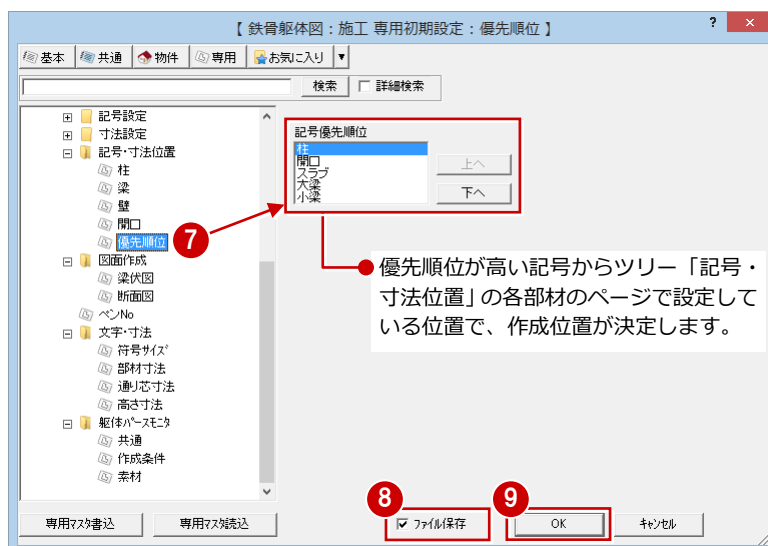 【 鉄骨躯体図：施工 専用初期設定：優先順位 】
? ×
基本 共通 物件 専用 お気に入り ▼
検索 詳細検索
記号設定
寸法設定
記号･寸法位置
柱
梁
壁
開口
優先順位
図面作成
梁伏図
断面図
ペンNo
文字･寸法
符号ｻｲｽﾞ
部材寸法
通り芯寸法
高さ寸法
躯体ﾊﾟｰｽﾓﾆﾀ
共通
作成条件
素材
7
記号優先順位
柱
開口
スラブ
大梁
小梁
上へ
下へ
優先順位が高い記号からツリー「記号・
寸法位置」の各部材のページで設定して
いる位置で、作成位置が決定します。
8 9
専用ﾏｽﾀ書込 専用ﾏｽﾀ読込 ﾌｧｲﾙ保存 OK ｷｬﾝｾﾙ